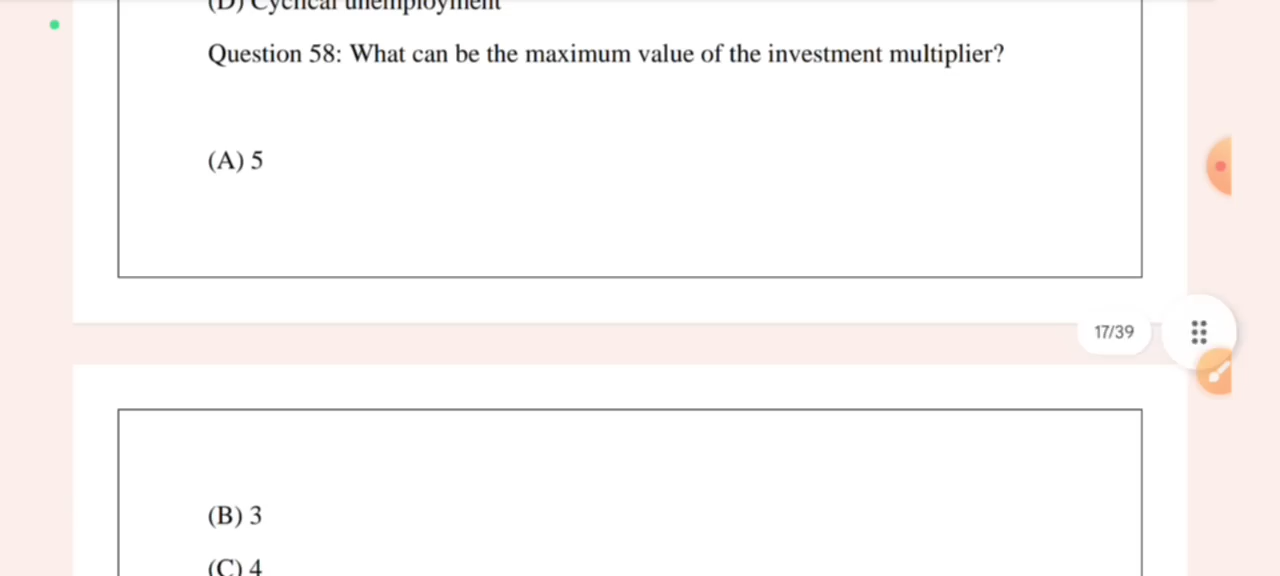 (D) Cyclical unemployment
Question 58: What can be the maximum value of the investment multiplier?
(A) 5
17/39
(B) 3
(C) 4